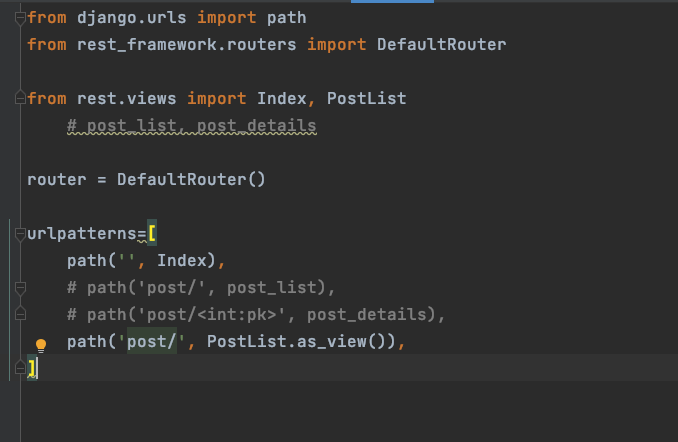 from django.urls import path
from rest_framework.routers import DefaultRouter
from rest.views import Index, PostList
# post_list, post_details
router = DefaultRouter()
urlpatterns=[
path('', Index),
# path('post/', post_list),
# path('post/<int:pk>', post_details),
path('post/', PostList.as_view()),
]